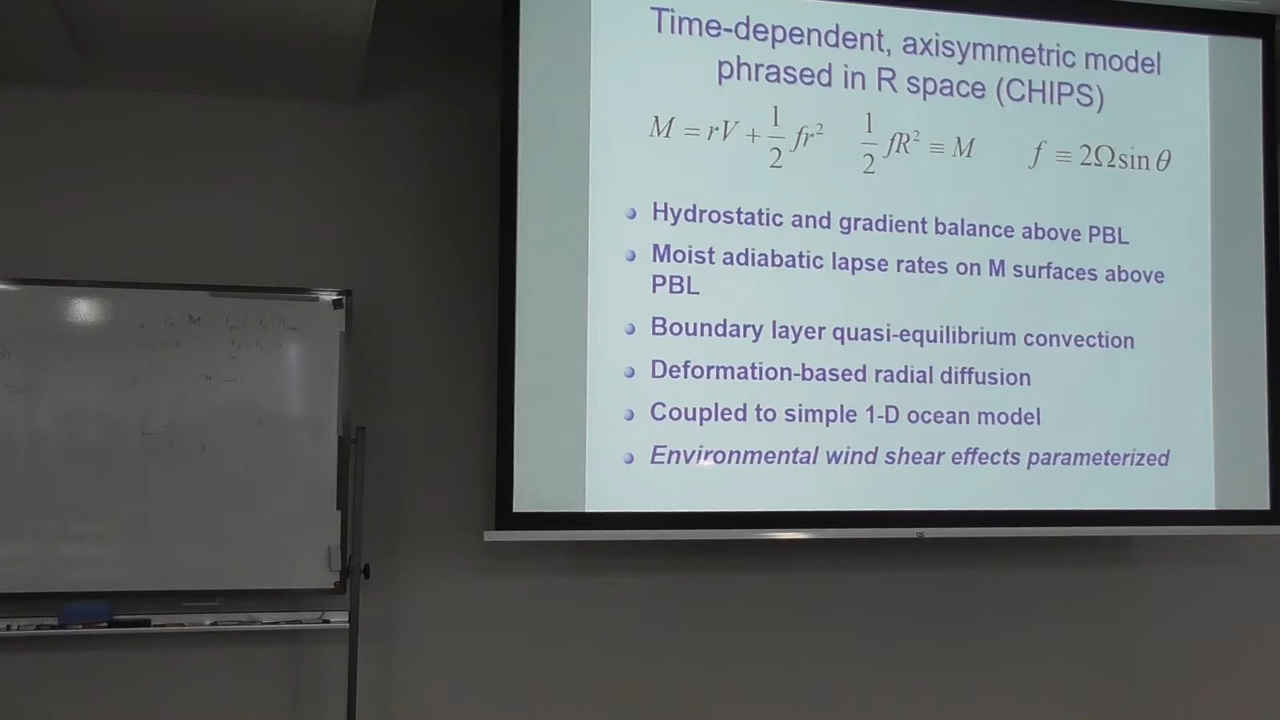 Time-dependent, axisymmetric model
phrased in R space (CHIPS)
M = rV + 1/2 fr² 1/2 fR² ≡ M f ≡ 2Ω sin θ
Hydrostatic and gradient balance above PBL
Moist adiabatic lapse rates on M surfaces above
PBL
Boundary layer quasi-equilibrium convection
Deformation-based radial diffusion
Coupled to simple 1-D ocean model
Environmental wind shear effects parameterized